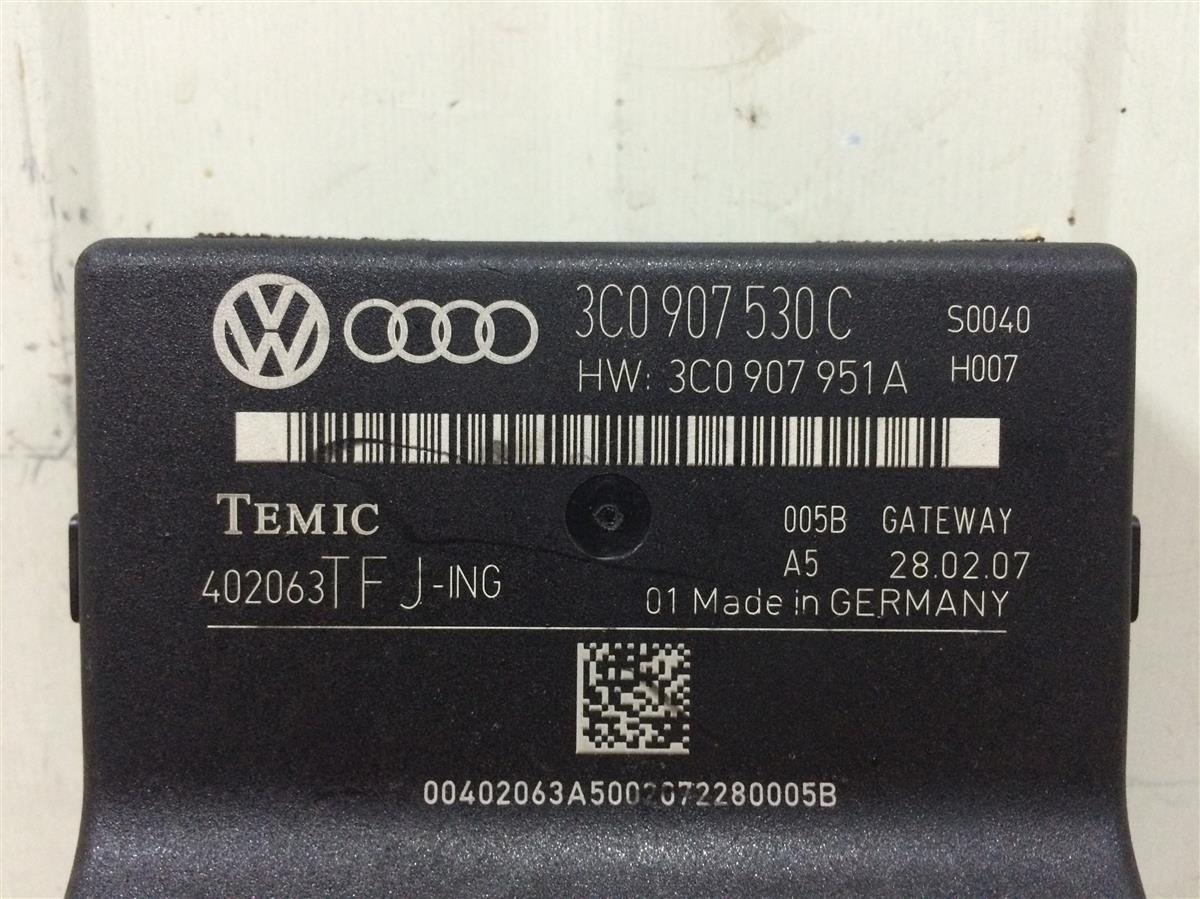 3C0 907 530 C
S0040
HW: 3C0 907 951 A
H007
TEMIC
005B GATEWAY
A5 28.02.07
402063TFJ-ING
01 Made in GERMANY
00402063A5002072280005B